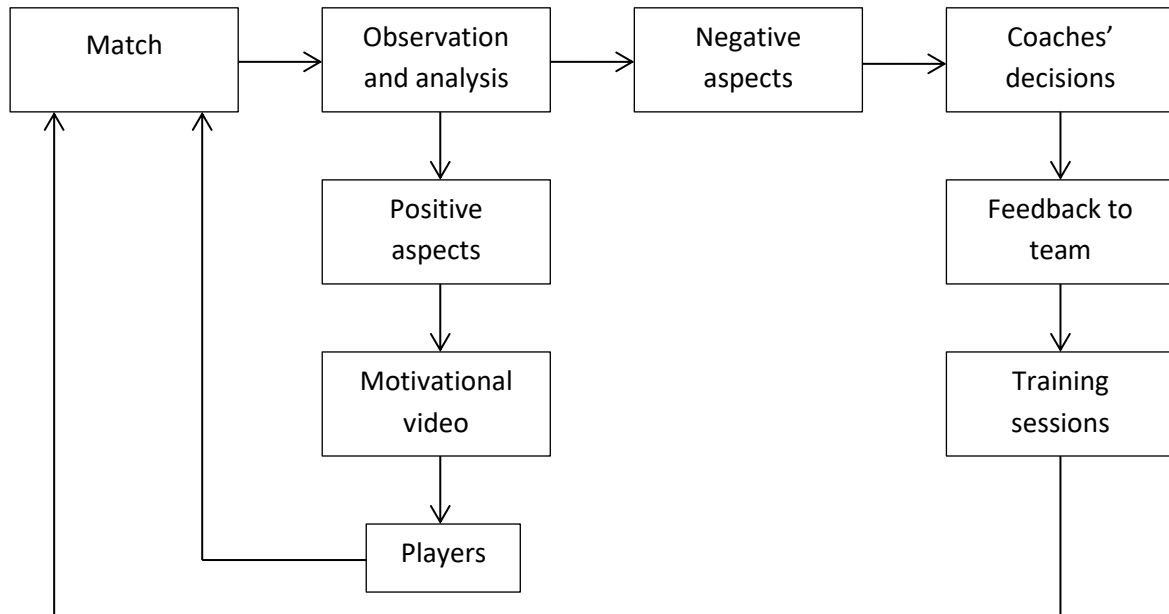 Match
Observation
and analysis
Negative
aspects
Coaches’
decisions
Positive
aspects
Feedback to
team
Motivational
video
Training
sessions
Players